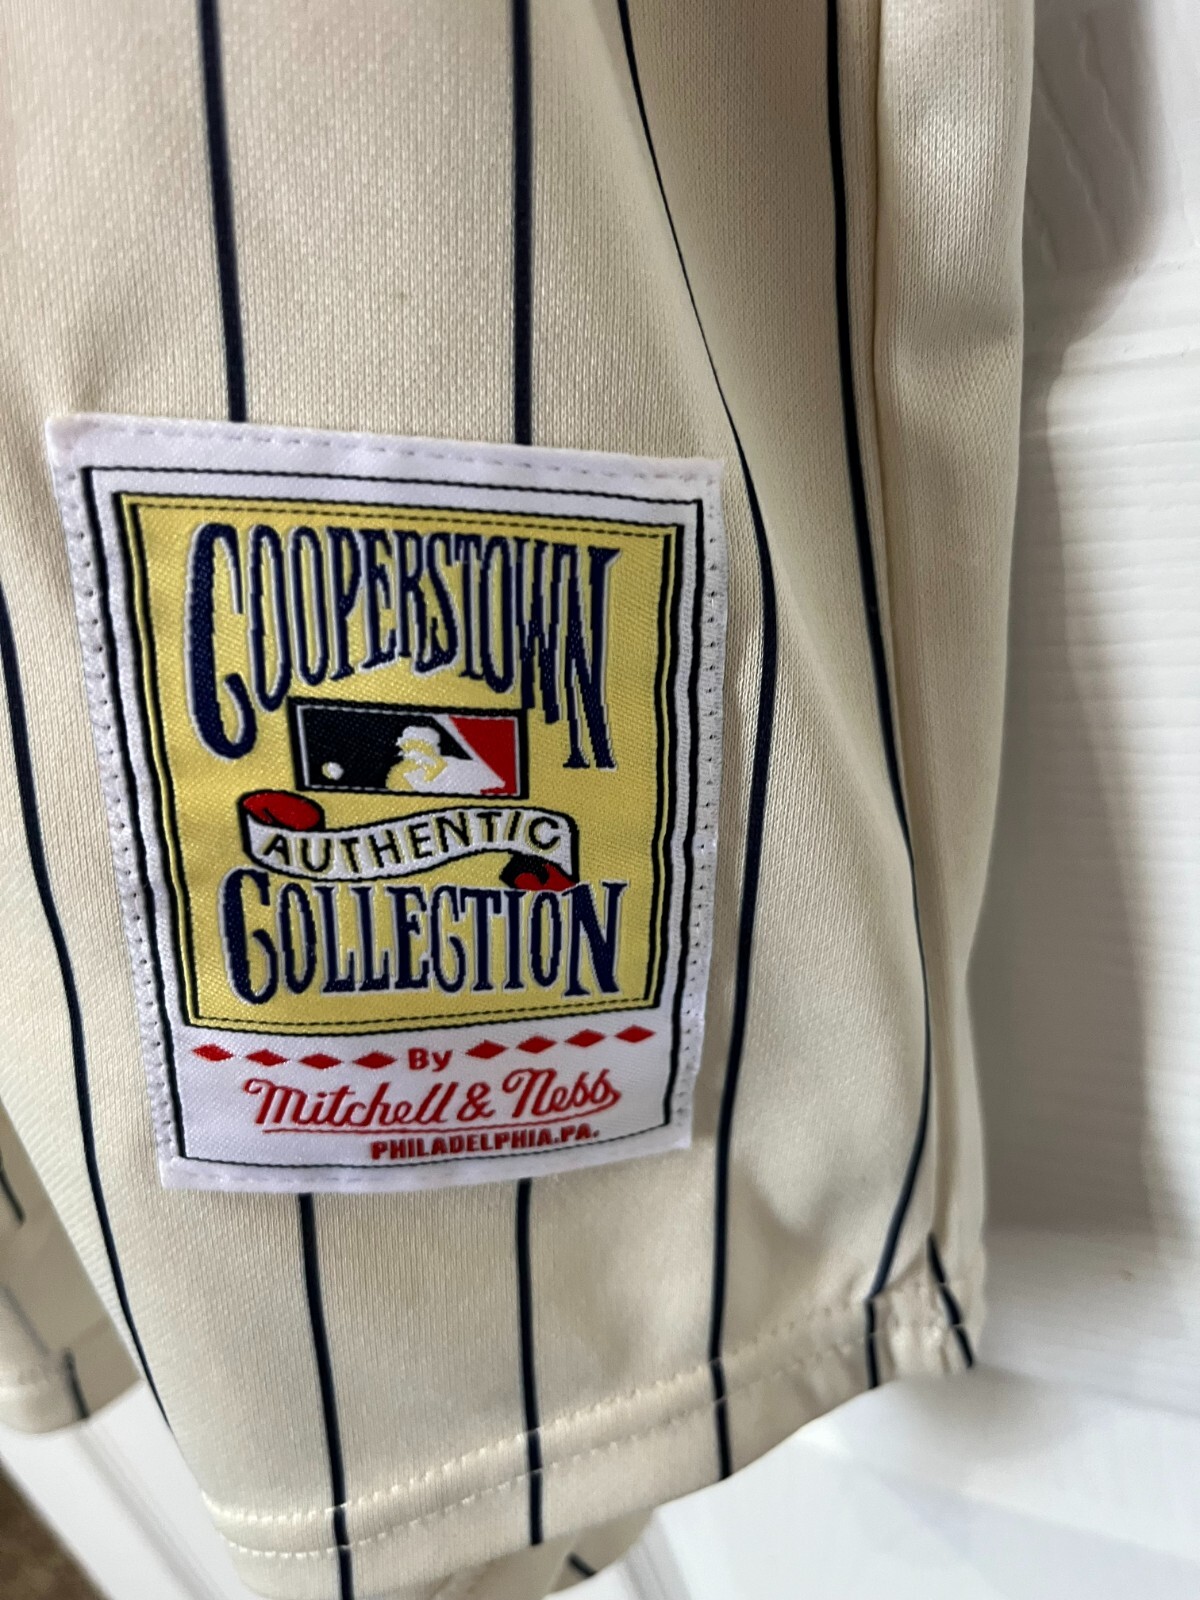 COOPERSTOWN
AUTHENTIC
COLLECTION
By
Mitchell & Ness
PHILADELPHIA.PA.